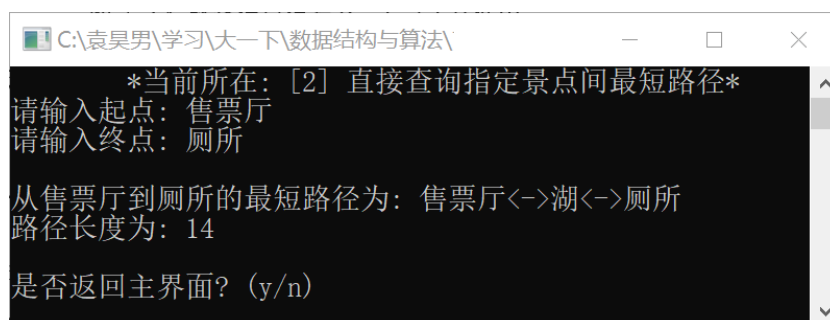 C:\袁昊男\学习\大一下\数据结构与算法\
*当前所在: [2] 直接查询指定景点间最短路径*
请输入起点: 售票厅
请输入终点: 厕所
从售票厅到厕所的最短路径为: 售票厅<->湖<->厕所
路径长度为: 14
是否返回主界面? (y/n)